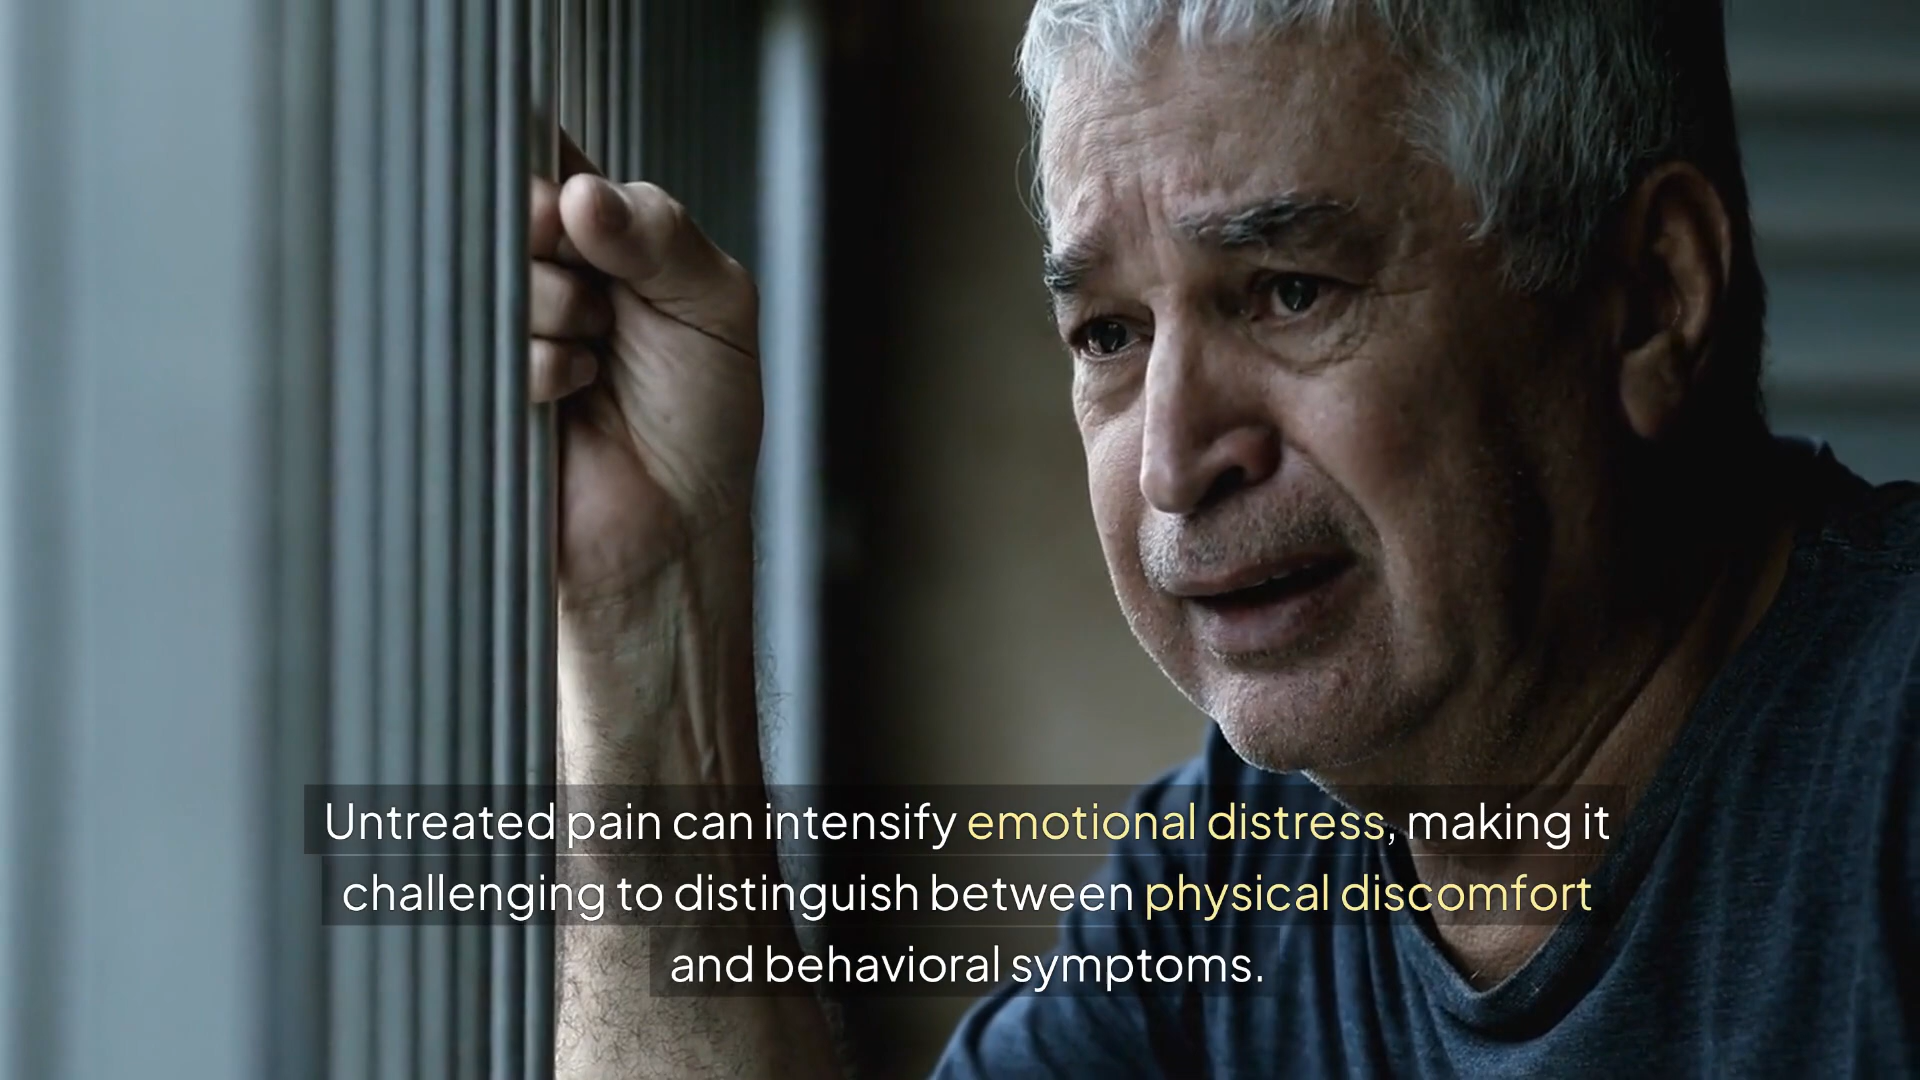 Untreated pain can intensify emotional distress, making it
challenging to distinguish between physical discomfort
and behavioral symptoms.